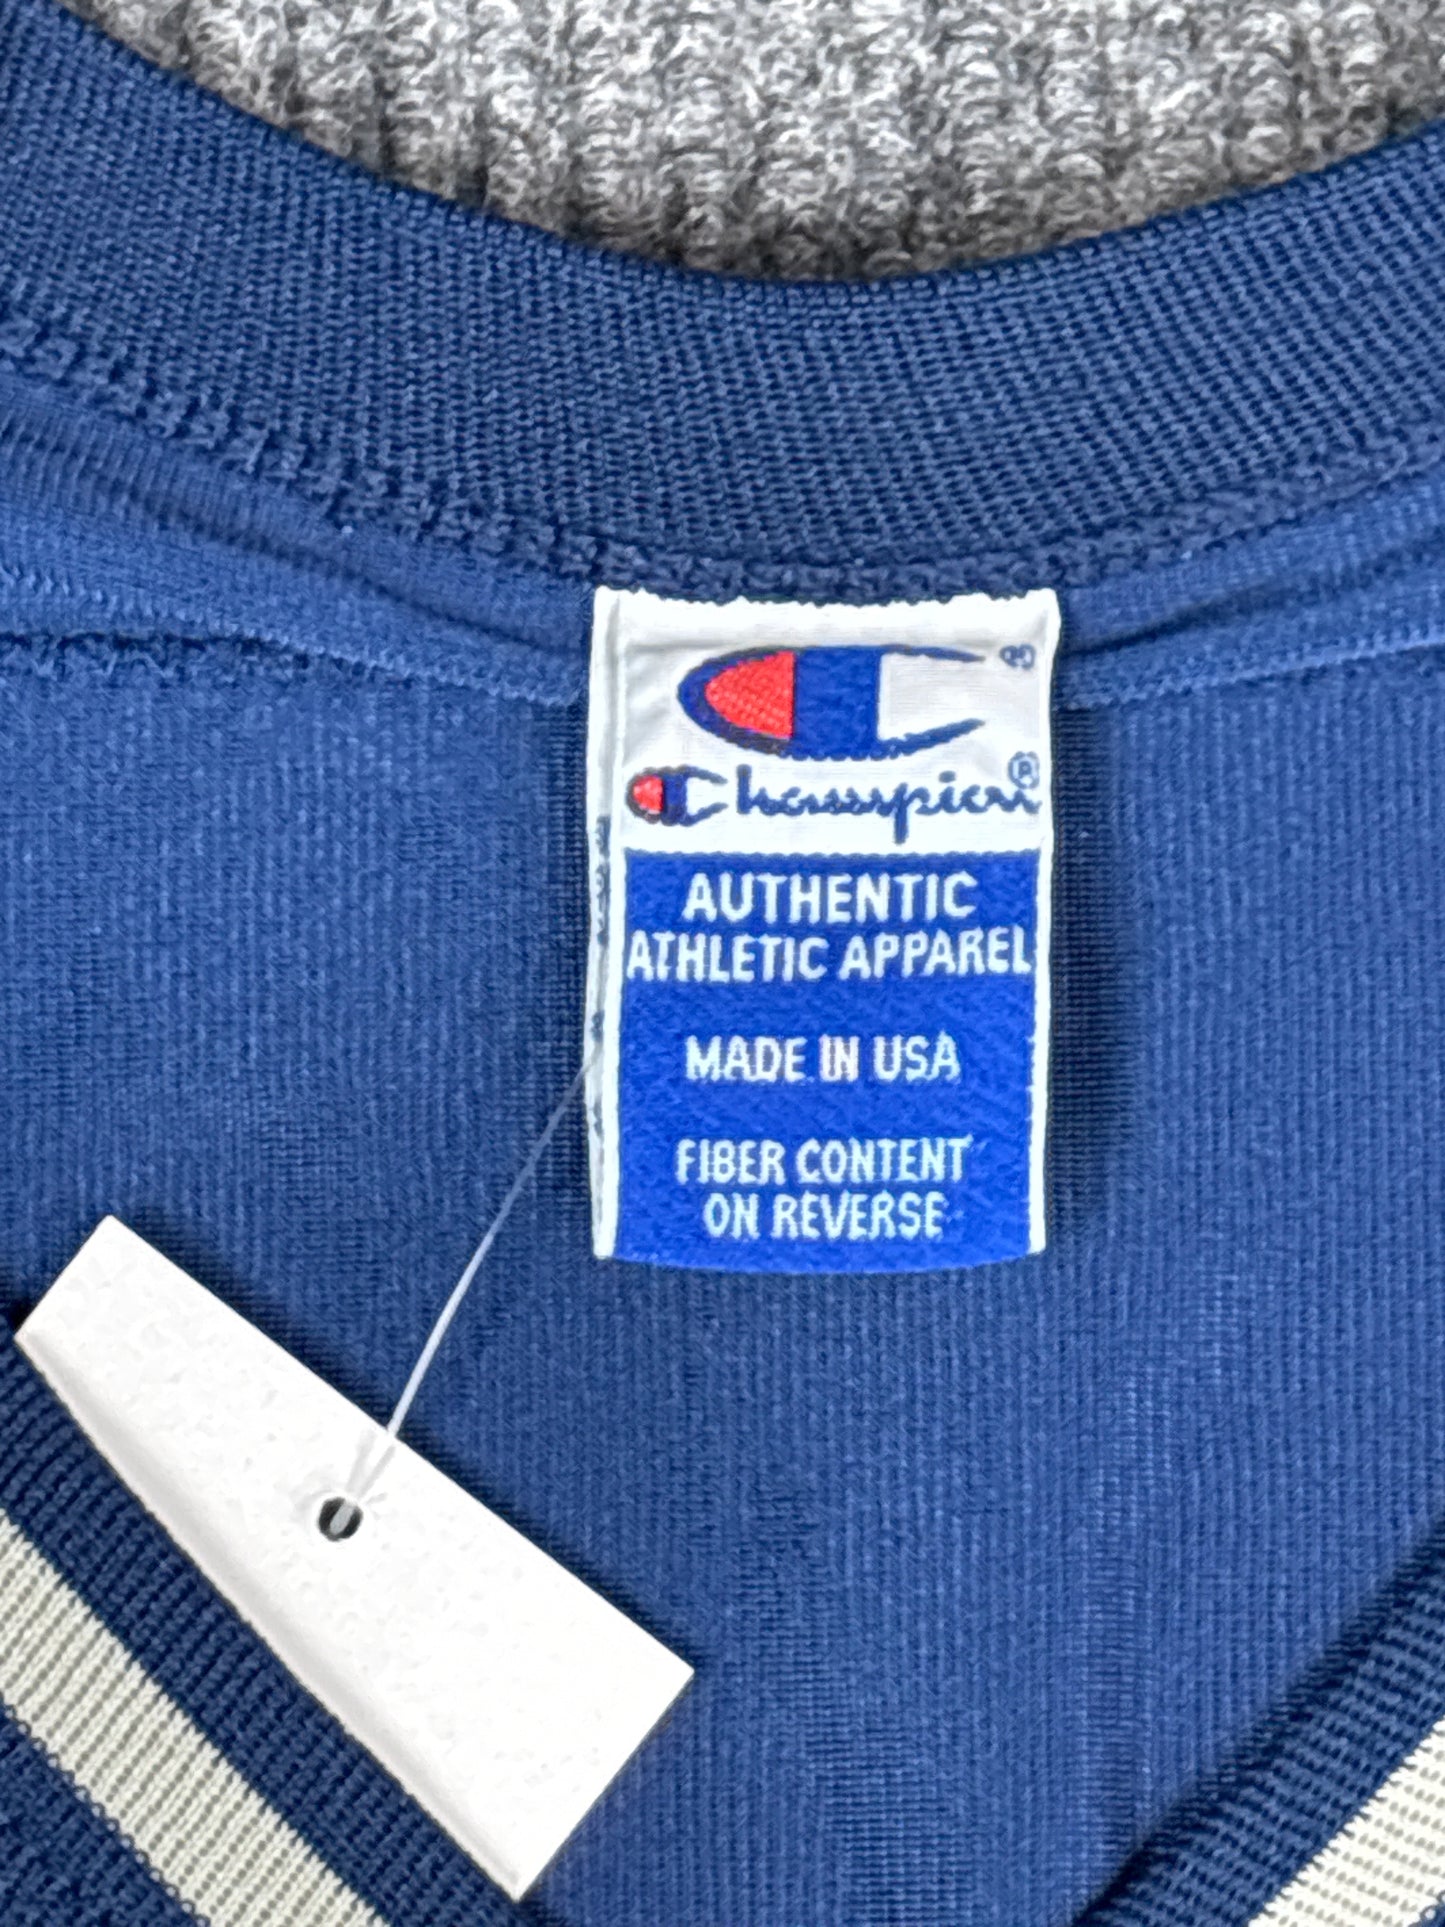 ®
Champion®
AUTHENTIC
ATHLETIC APPAREL
MADE IN USA
FIBER CONTENT
ON REVERSE